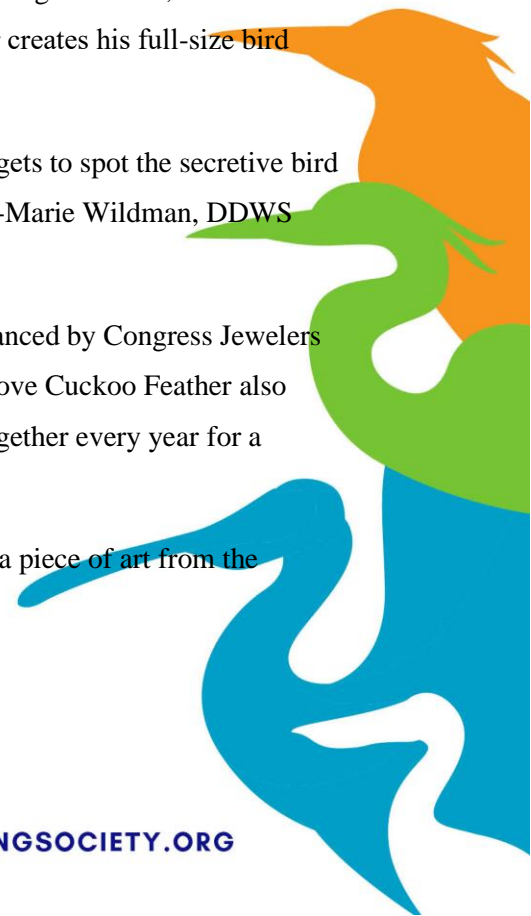 creates his full-size bird
gets to spot the secretive bird
-Marie Wildman, DDWS
anced by Congress Jewelers
ove Cuckoo Feather also
gether every year for a
a piece of art from the
NGSOCIETY.ORG